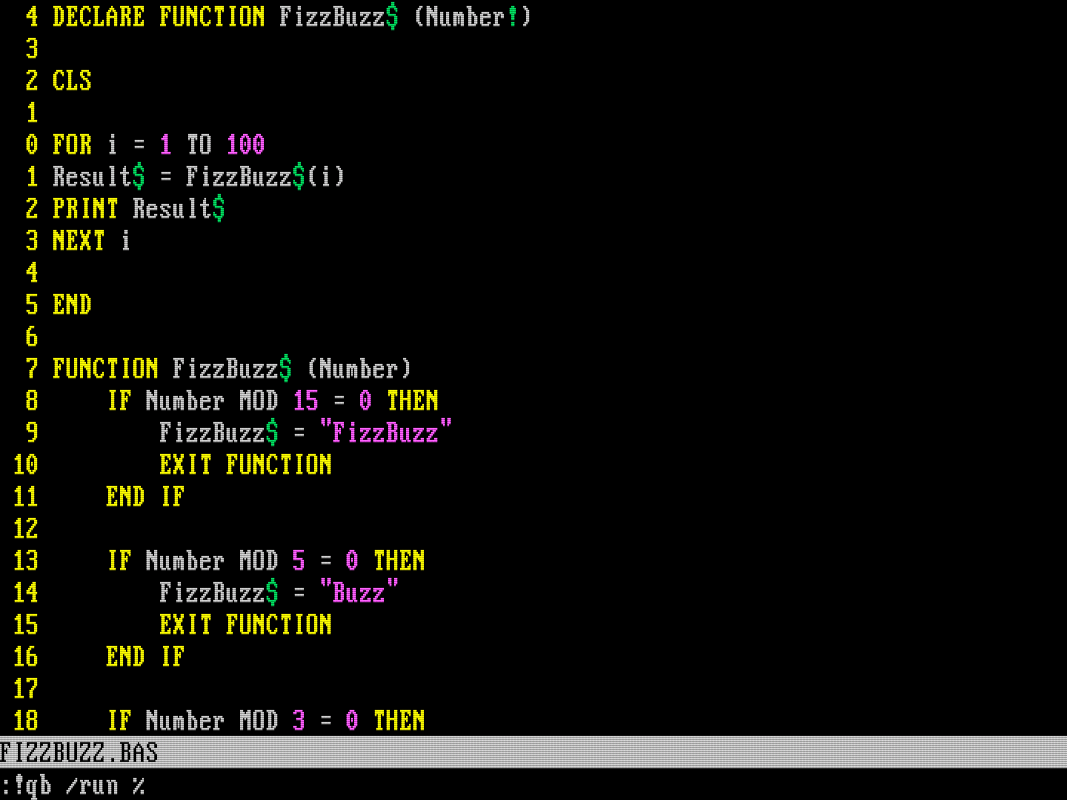 4 DECLARE FUNCTION FizzBuzz$ (Number!)
3
2 CLS
1
0 FOR i = 1 TO 100
1 Result$ = FizzBuzz$(i)
2 PRINT Result$
3 NEXT i
4
5 END
6
7 FUNCTION FizzBuzz$ (Number)
8     IF Number MOD 15 = 0 THEN
9         FizzBuzz$ = "FizzBuzz"
10         EXIT FUNCTION
11     END IF
12
13     IF Number MOD 5 = 0 THEN
14         FizzBuzz$ = "Buzz"
15         EXIT FUNCTION
16     END IF
17
18     IF Number MOD 3 = 0 THEN
FIZZBUZZ.BAS
:!qb /run %